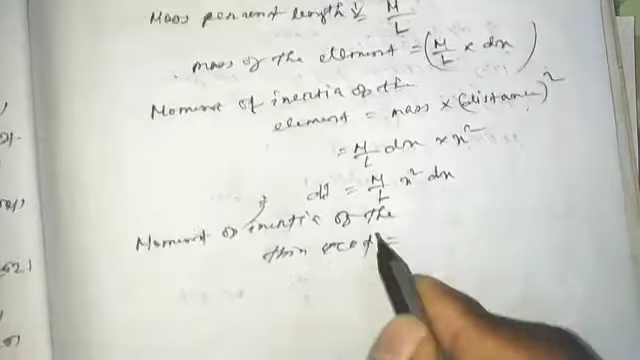 Mass per unit length is M/L
mass of the element = (M/L × dx)
Moment of inertia of the
element = mass × (distance)²
= M/L dx × x²
dI = M/L x² dx
Moment of inertia of the
thin rod =